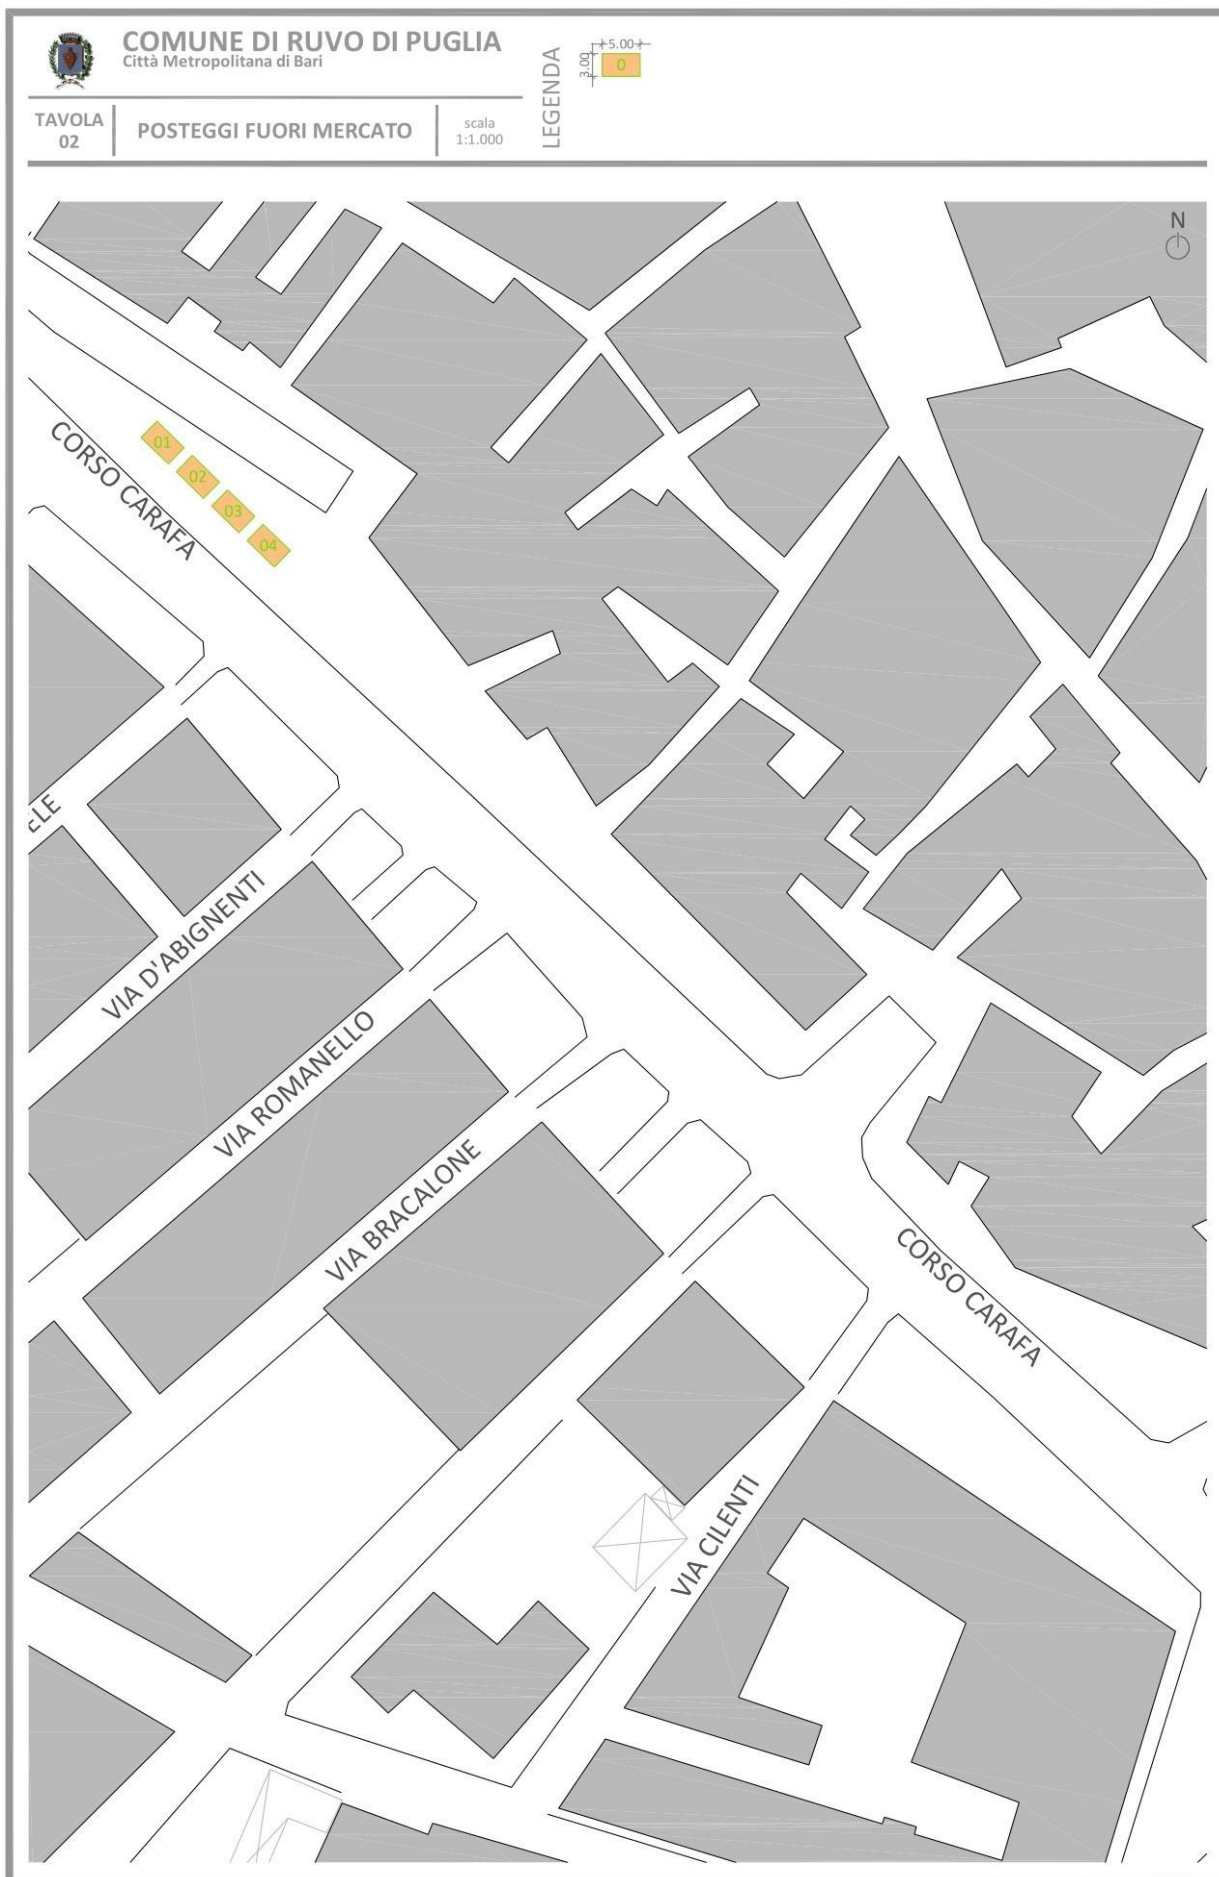 COMUNE DI RUVO DI PUGLIA
Città Metropolitana di Bari
TAVOLA
02
POSTEGGI FUORI MERCATO
scala
1:1.000
LEGENDA
5.00
3.00
0
N
CORSO CARAFA
01
02
03
04
ELE
VIA D'ABIGNENTI
VIA ROMANELLO
VIA BRACALONE
CORSO CARAFA
VIA CILENTI